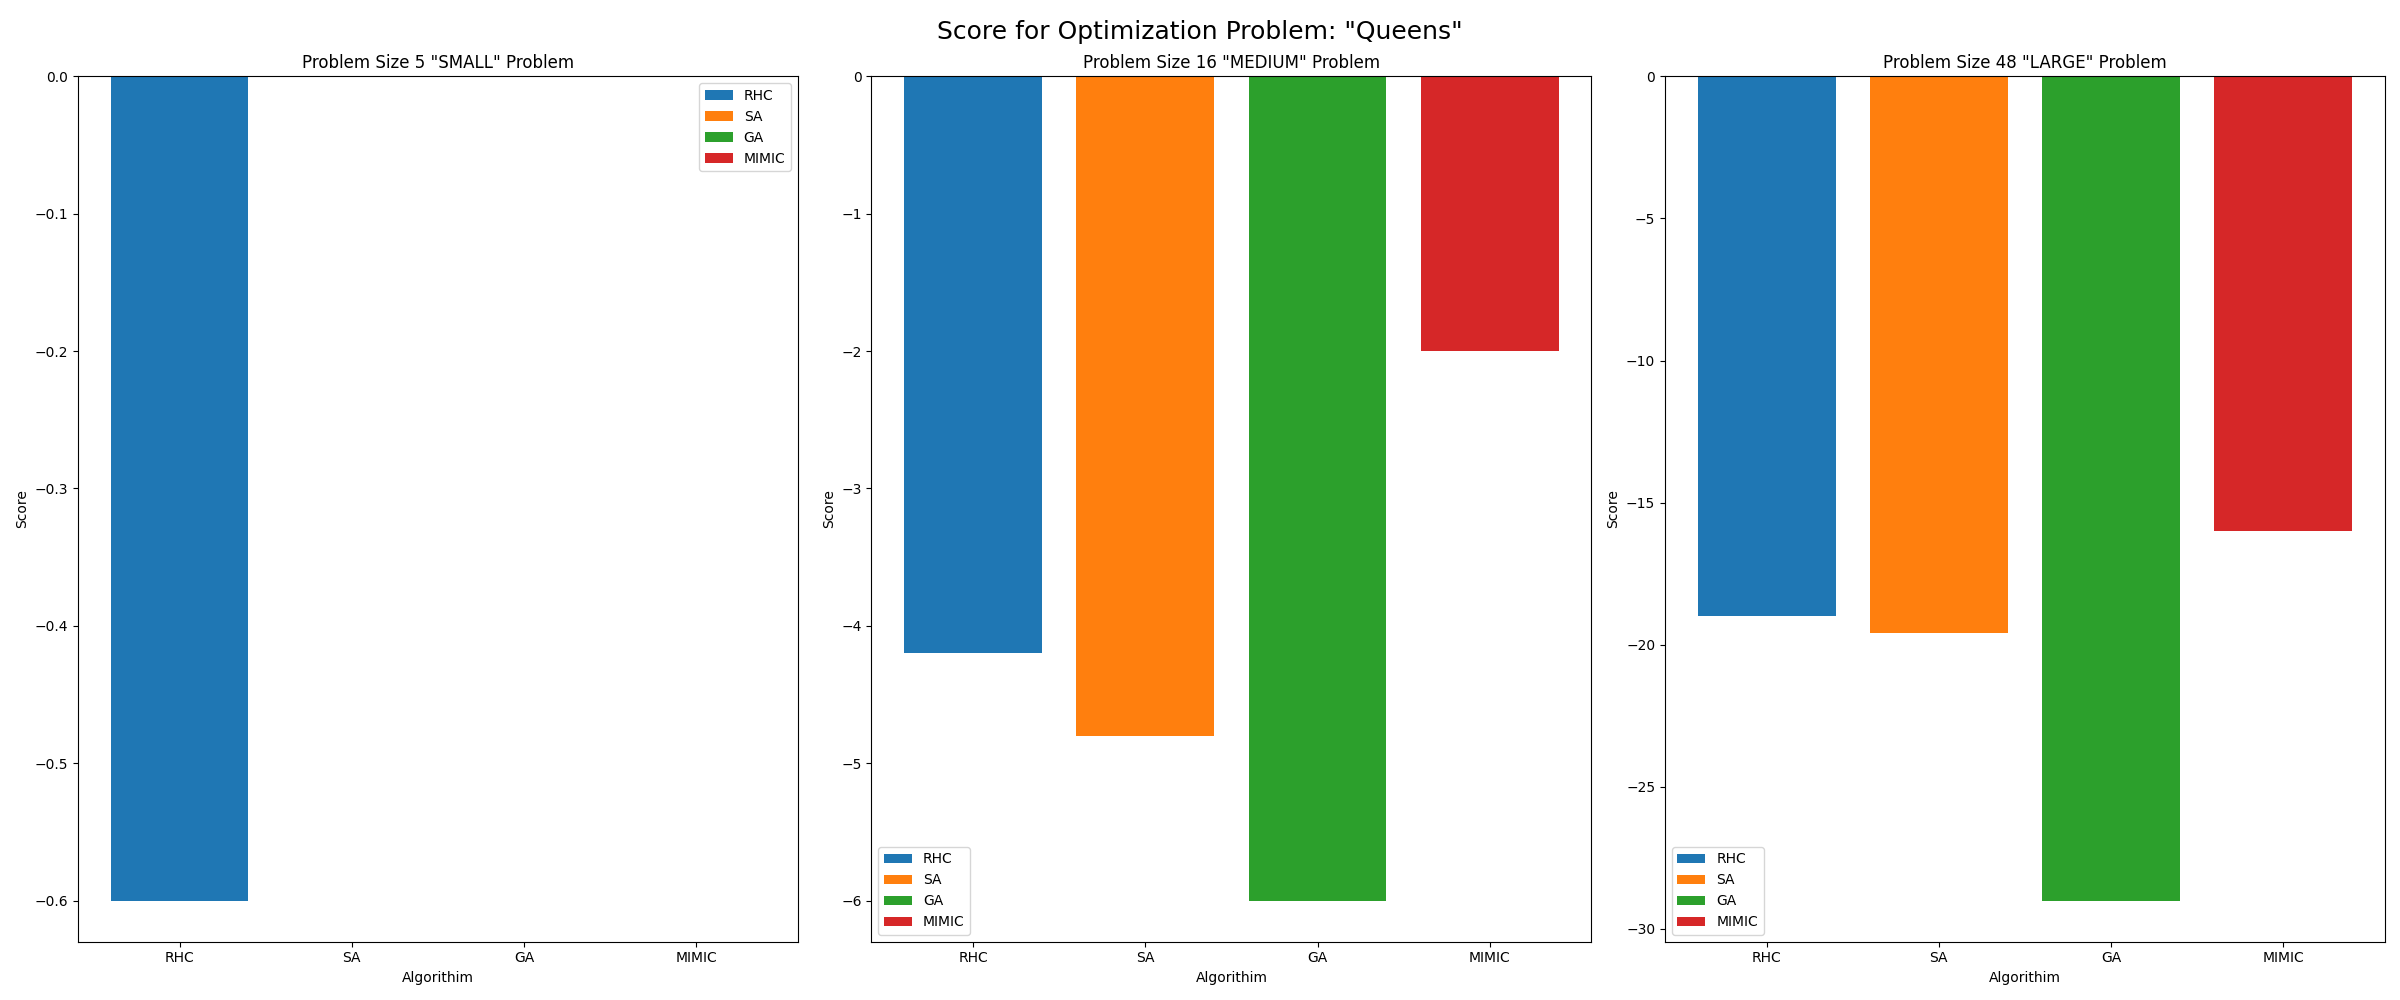 Score for Optimization Problem: "Queens"
Problem Size 5 "SMALL" Problem
0.0
−0.1
−0.2
−0.3
−0.4
−0.5
−0.6
Score
RHC
SA
GA
MIMIC
RHC SA GA MIMIC
Algorithim
Problem Size 16 "MEDIUM" Problem
0
−1
−2
−3
−4
−5
−6
Score
RHC
SA
GA
MIMIC
RHC SA GA MIMIC
Algorithim
Problem Size 48 "LARGE" Problem
0
−5
−10
−15
−20
−25
−30
Score
RHC
SA
GA
MIMIC
RHC SA GA MIMIC
Algorithim